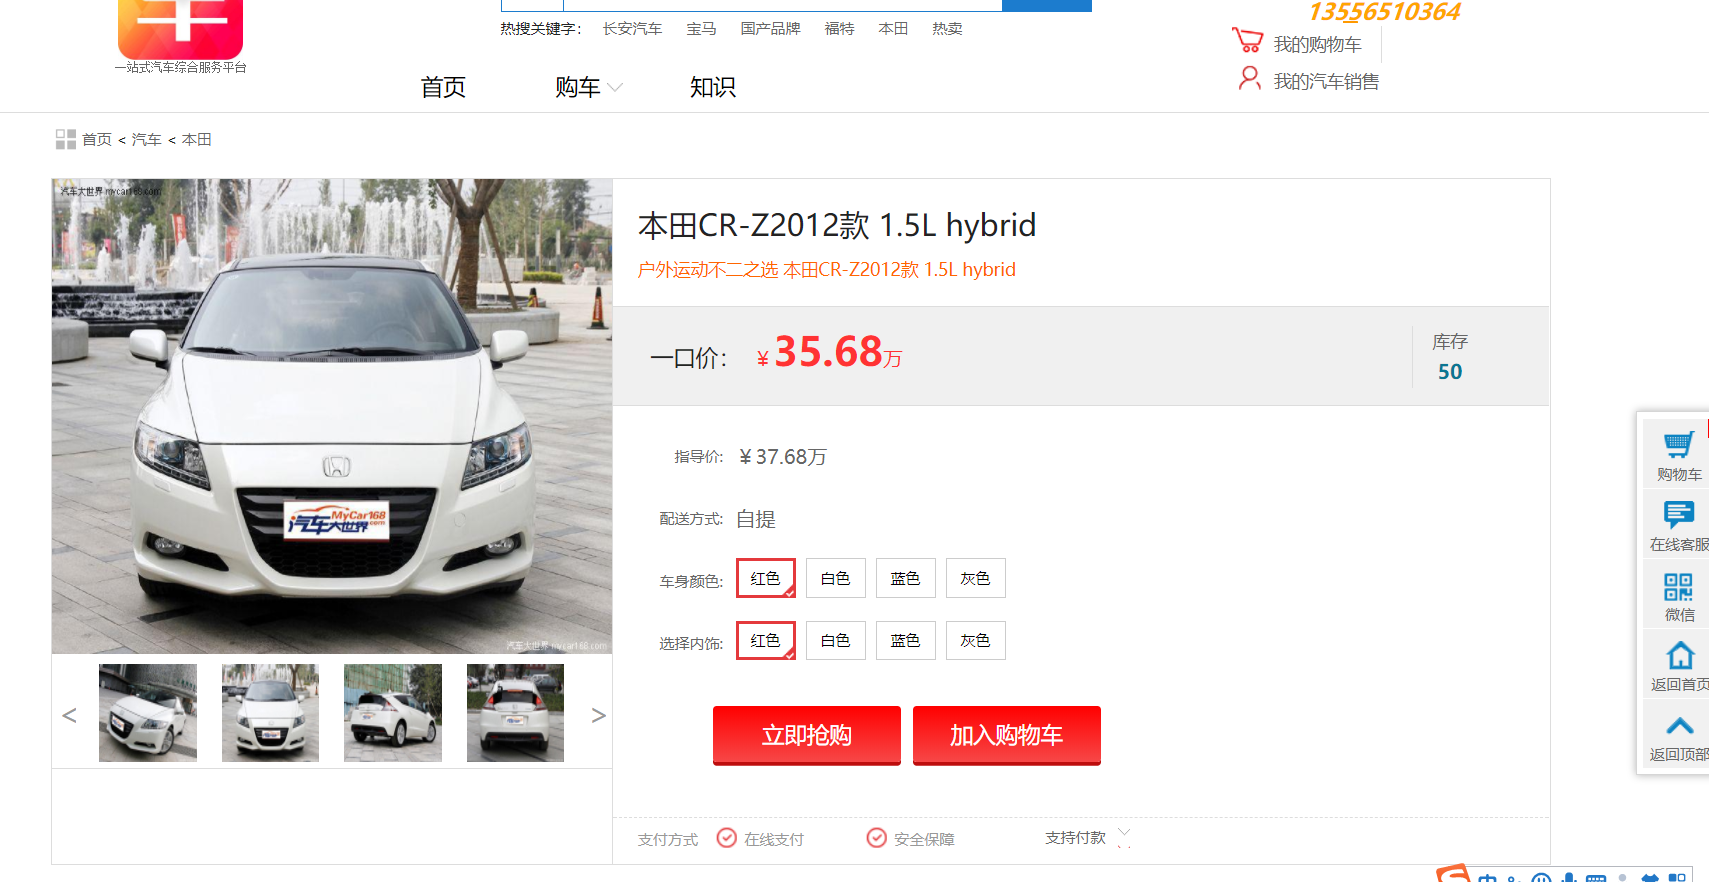 车
一站式汽车综合服务平台
热搜关键字： 长安汽车 宝马 国产品牌 福特 本田 热卖
首页 购车 知识
13556510364
我的购物车
我的汽车销售
首页 < 汽车 < 本田
汽车大世界 mycar168.com
MyCar168
.com
汽车大世界
汽车大世界 mycar168.com
< >
本田CR-Z2012款 1.5L hybrid
户外运动不二之选 本田CR-Z2012款 1.5L hybrid
一口价： ¥35.68万
库存
50
指导价: ¥37.68万
配送方式: 自提
车身颜色: 红色 白色 蓝色 灰色
选择内饰: 红色 白色 蓝色 灰色
立即抢购 加入购物车
支付方式 在线支付 安全保障 支持付款
购物车
在线客服
微信
返回首页
返回顶部
中